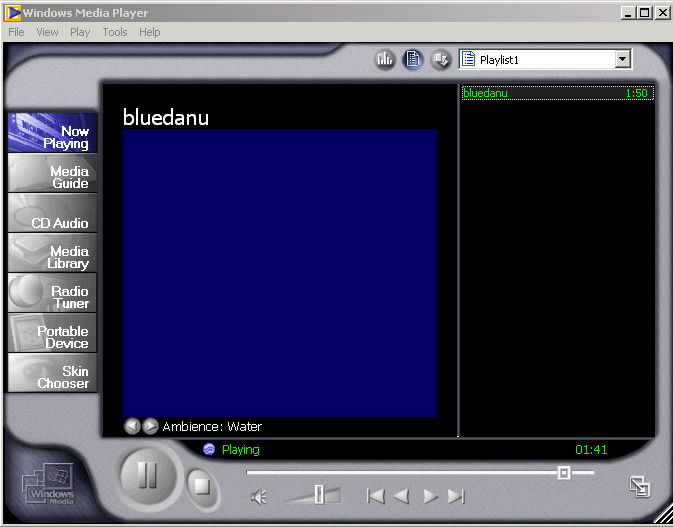 Windows Media Player
File View Play Tools Help
Playlist1
bluedanu 1:50
bluedanu
Now
Playing
Media
Guide
CD Audio
Media
Library
Radio
Tuner
Portable
Device
Skin
Chooser
Ambience: Water
Playing 01:41
Windows
Media